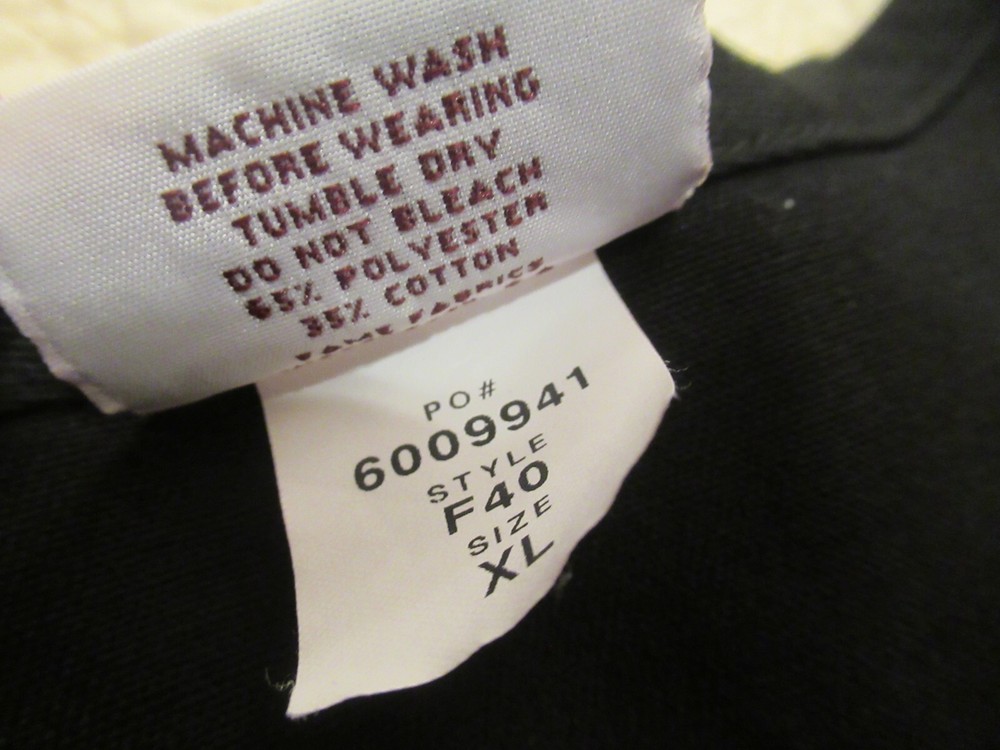 MACHINE WASH
BEFORE WEARING
TUMBLE DRY
DO NOT BLEACH
65% POLYESTER
35% COTTON
FABRICS
PO#
6009941
STYLE
F40
SIZE
XL